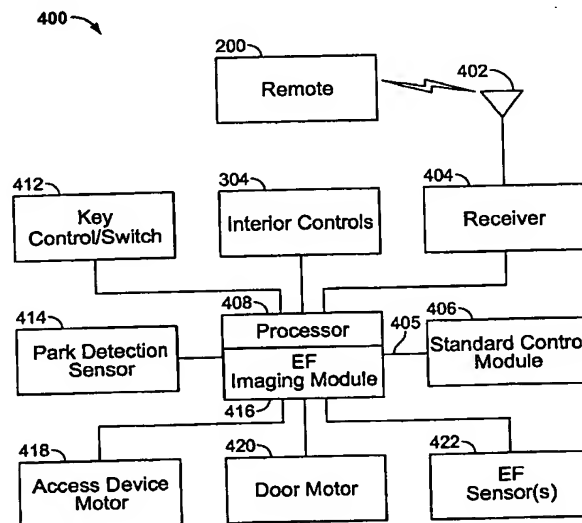 400
200
Remote
402
412
Key
Control/Switch
304
Interior Controls
404
Receiver
414
Park Detection
Sensor
408
Processor
EF
Imaging Module
416
405
406
Standard Control
Module
418
Access Device
Motor
420
Door Motor
422
EF
Sensor(s)